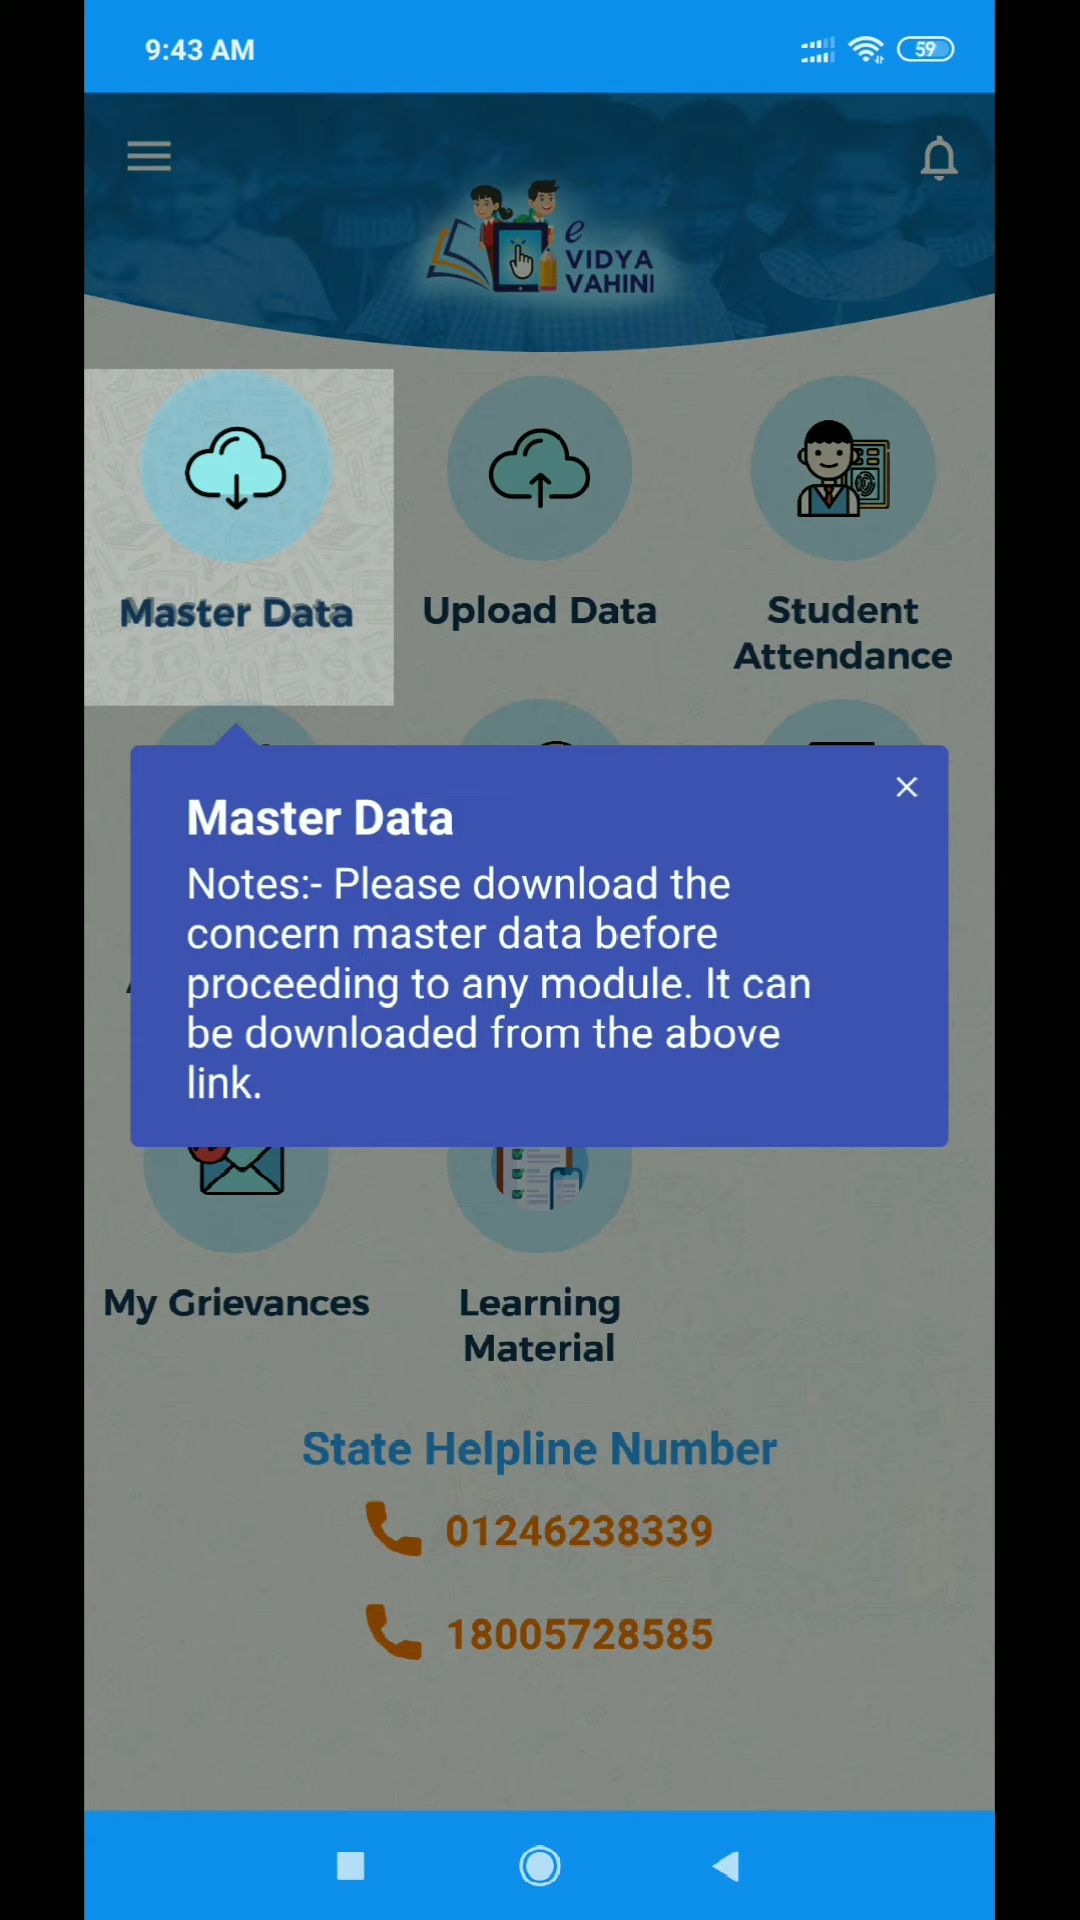 9:43 AM
59
e
VIDYA
VAHINI
Master Data
Upload Data
Student
Attendance
Master Data
Notes:- Please download the
concern master data before
proceeding to any module. It can
be downloaded from the above
link.
My Grievances
Learning
Material
State Helpline Number
01246238339
18005728585